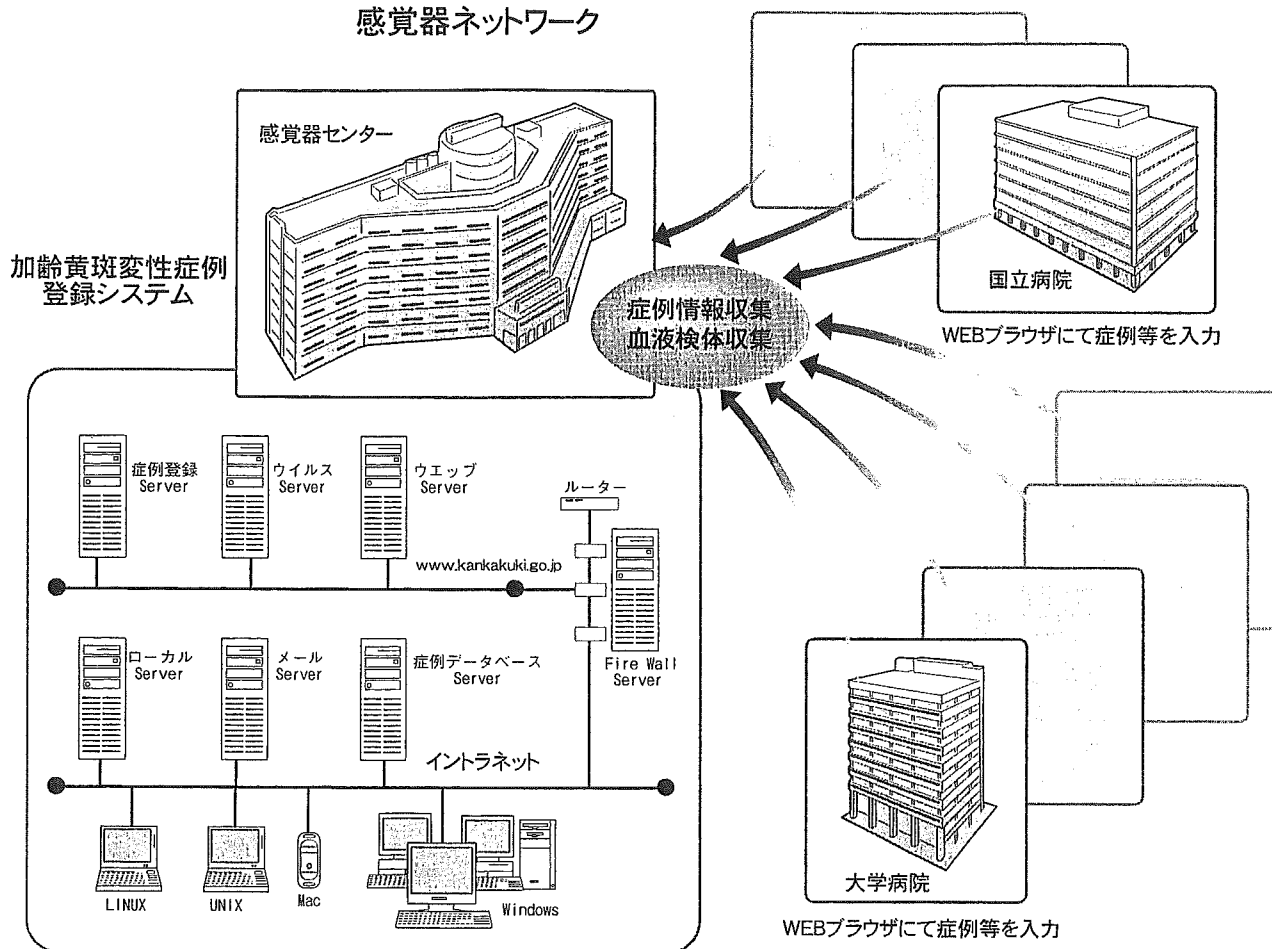 感覚器ネットワーク
感覚器センター
加齢黄斑変性症例
登録システム
症例情報収集
血液検体収集
国立病院
WEBブラウザにて症例等を入力
症例登録
Server
ウイルス
Server
ウエッブ
Server
ルーター
www.kankakuki.go.jp
Fire Wall
Server
ローカル
Server
メール
Server
症例データベース
Server
イントラネット
LINUX
UNIX
Mac
Windows
大学病院
WEBブラウザにて症例等を入力